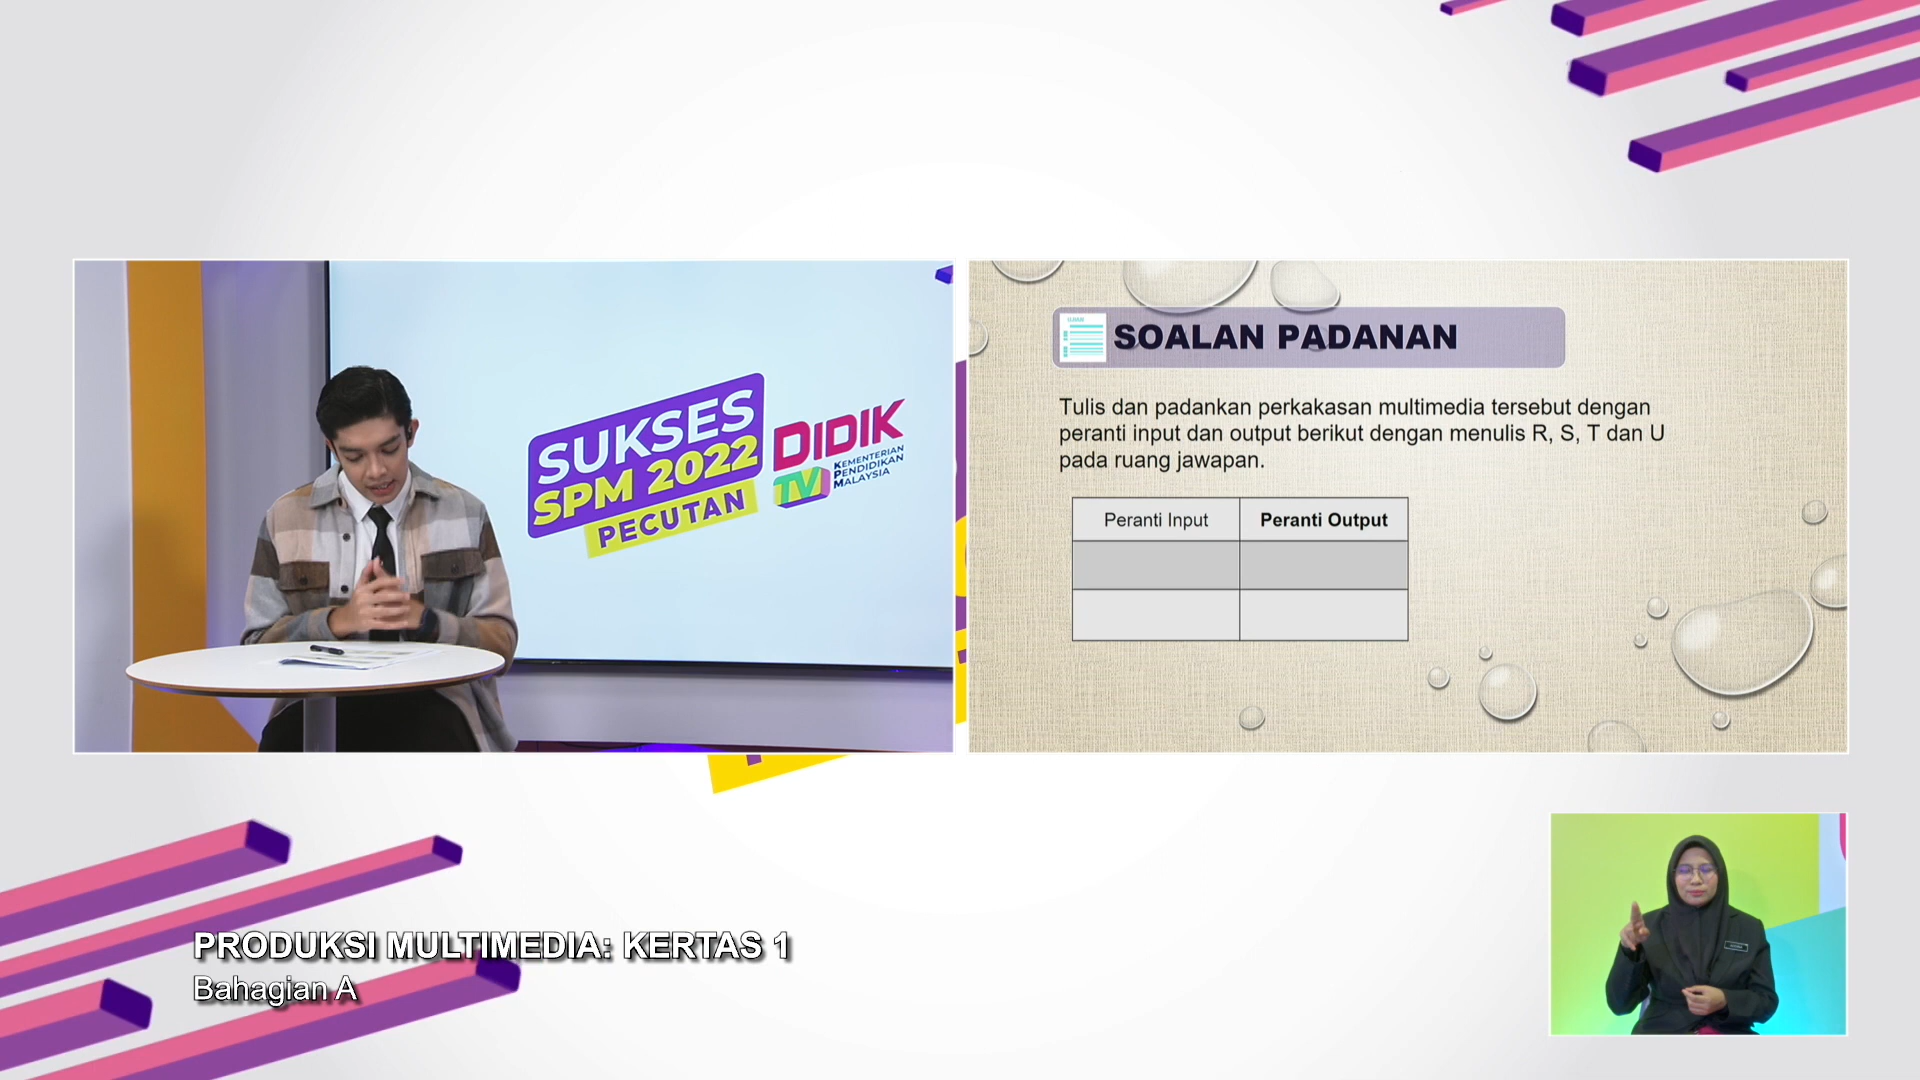 SUKSES
SPM 2022
PECUTAN
DIDIK
TV
KEMENTERIAN
PENDIDIKAN
MALAYSIA
SOALAN PADANAN
Tulis dan padankan perkakasan multimedia tersebut dengan
peranti input dan output berikut dengan menulis R, S, T dan U
pada ruang jawapan.
Peranti Input Peranti Output
PRODUKSI MULTIMEDIA: KERTAS 1
Bahagian A